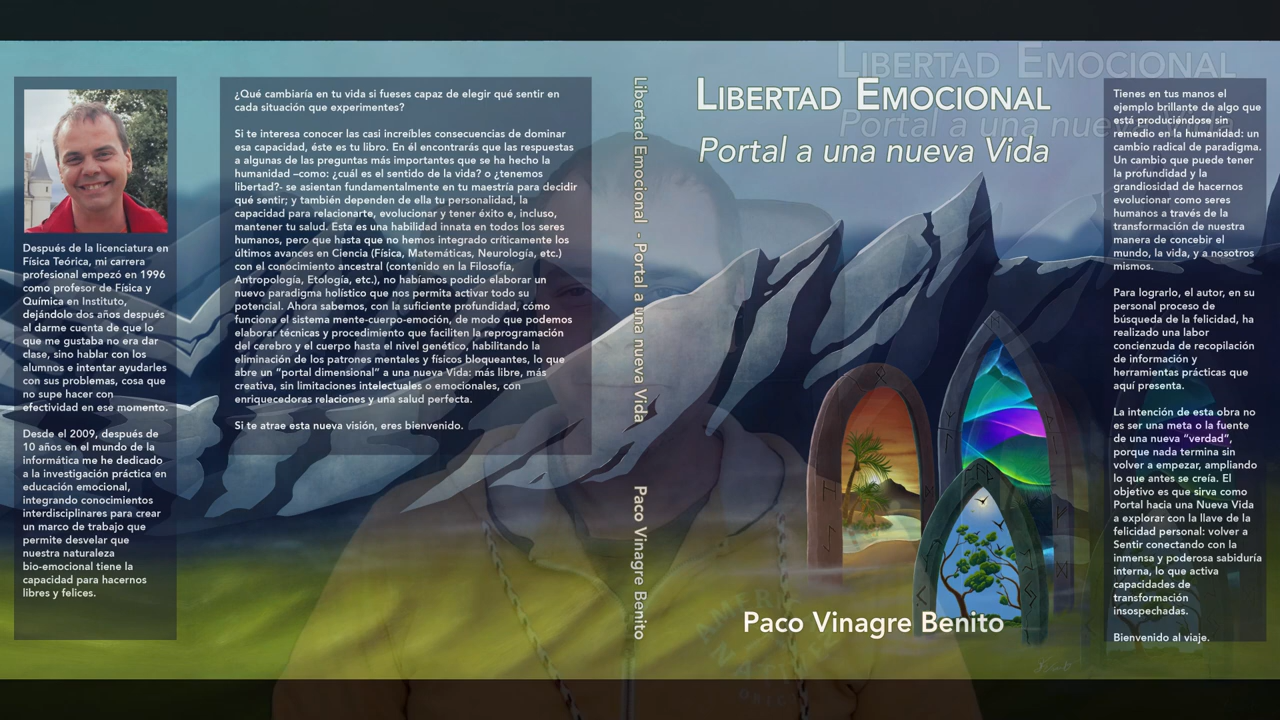 Después de la licenciatura en
Física Teórica, mi carrera
profesional empezó en 1996
como profesor de Física y
Química en Instituto,
dejándolo dos años después
al darme cuenta de que lo
que me gustaba no era dar
clase, sino hablar con los
alumnos e intentar ayudarles
con sus problemas, cosa que
no supe hacer con
efectividad en ese momento.
Desde el 2009, después de
10 años en el mundo de la
informática me he dedicado
a la investigación práctica en
educación emocional,
integrando conocimientos
interdisciplinares para crear
un marco de trabajo que
permite desvelar que
nuestra naturaleza
bio-emocional tiene la
capacidad para hacernos
libres y felices.
¿Qué cambiaría en tu vida si fueses capaz de elegir qué sentir en
cada situación que experimentes?
Si te interesa conocer las casi increíbles consecuencias de dominar
esa capacidad, éste es tu libro. En él encontrarás que las respuestas
a algunas de las preguntas más importantes que se ha hecho la
humanidad –como: ¿cuál es el sentido de la vida? o ¿tenemos
libertad?- se asientan fundamentalmente en tu maestría para decidir
qué sentir; y también dependen de ella tu personalidad, la
capacidad para relacionarte, evolucionar y tener éxito e, incluso,
mantener tu salud. Esta es una habilidad innata en todos los seres
humanos, pero que hasta que no hemos integrado críticamente los
últimos avances en Ciencia (Física, Matemáticas, Neurología, etc.)
con el conocimiento ancestral (contenido en la Filosofía,
Antropología, Etología, etc.), no habíamos podido elaborar un
nuevo paradigma holístico que nos permita activar todo su
potencial. Ahora sabemos, con la suficiente profundidad, cómo
funciona el sistema mente-cuerpo-emoción, de modo que podemos
elaborar técnicas y procedimiento que faciliten la reprogramación
del cerebro y el cuerpo hasta el nivel genético, habilitando la
eliminación de los patrones mentales y físicos bloqueantes, lo que
abre un “portal dimensional” a una nueva Vida: más libre, más
creativa, sin limitaciones intelectuales o emocionales, con
enriquecedoras relaciones y una salud perfecta.
Si te atrae esta nueva visión, eres bienvenido.
Libertad Emocional - Portal a una nueva Vida
Paco Vinagre Benito
LIBERTAD EMOCIONAL
Portal a una nueva Vida
LIBERTAD EMOCIONAL
Portal a una nueva Vida
Paco Vinagre Benito
Tienes en tus manos el
ejemplo brillante de algo que
está produciéndose sin
remedio en la humanidad: un
cambio radical de paradigma.
Un cambio que puede tener
la profundidad y la
grandiosidad de hacernos
evolucionar como seres
humanos a través de la
transformación de nuestra
manera de concebir el
mundo, la vida, y a nosotros
mismos.
Para lograrlo, el autor, en su
personal proceso de
búsqueda de la felicidad, ha
realizado una labor
concienzuda de recopilación
de información y
herramientas prácticas que
aquí presenta.
La intención de esta obra no
es ser una meta o la fuente
de una nueva “verdad”,
porque nada termina sin
volver a empezar, ampliando
lo que antes se creía. El
objetivo es que sirva como
Portal hacia una Nueva Vida
a explorar con la llave de la
felicidad personal: volver a
Sentir conectando con la
inmensa y poderosa sabiduría
interna, lo que activa
capacidades de
transformación
insospechadas.
Bienvenido al viaje.